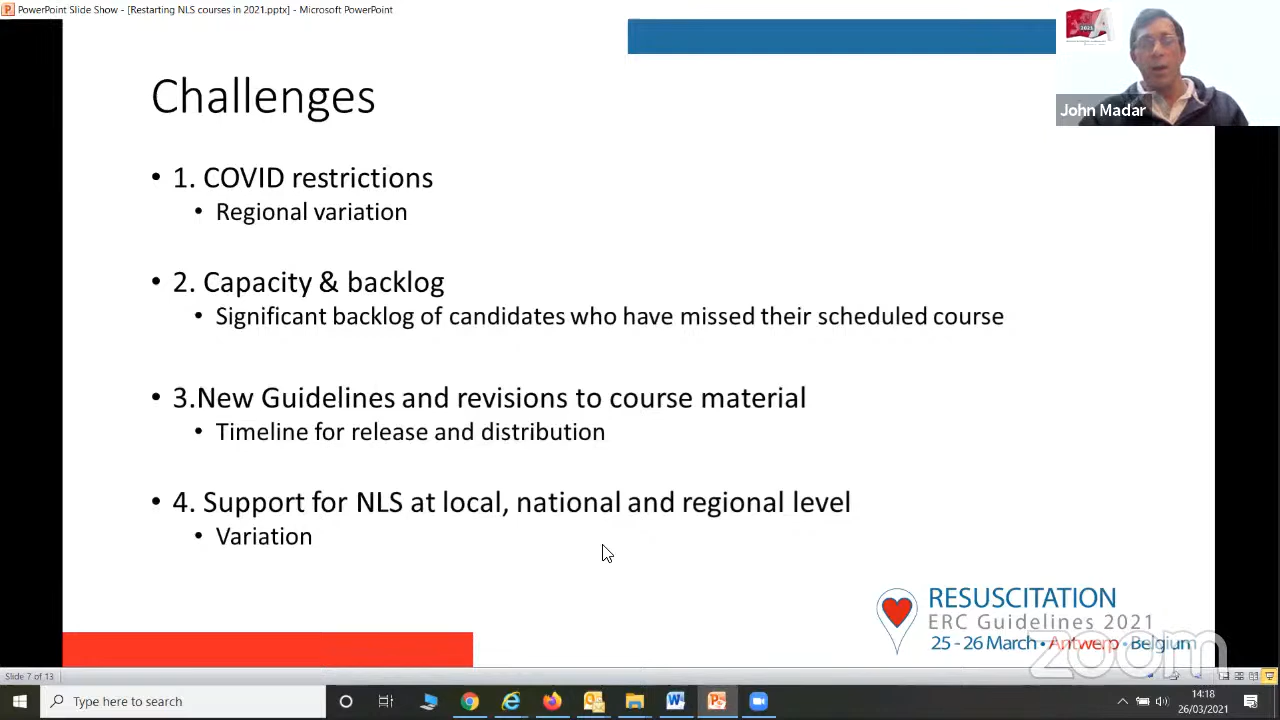 PowerPoint Slide Show - [Restarting NLS courses in 2021.pptx] - Microsoft PowerPoint
2021
John Madar
Challenges
• 1. COVID restrictions
• Regional variation
• 2. Capacity & backlog
• Significant backlog of candidates who have missed their scheduled course
• 3.New Guidelines and revisions to course material
• Timeline for release and distribution
• 4. Support for NLS at local, national and regional level
• Variation
RESUSCITATION
ERC Guidelines 2021
25 - 26 March • Antwerp • Belgium
zoom
Slide 7 of 13
Type here to search
14:18
26/03/2021